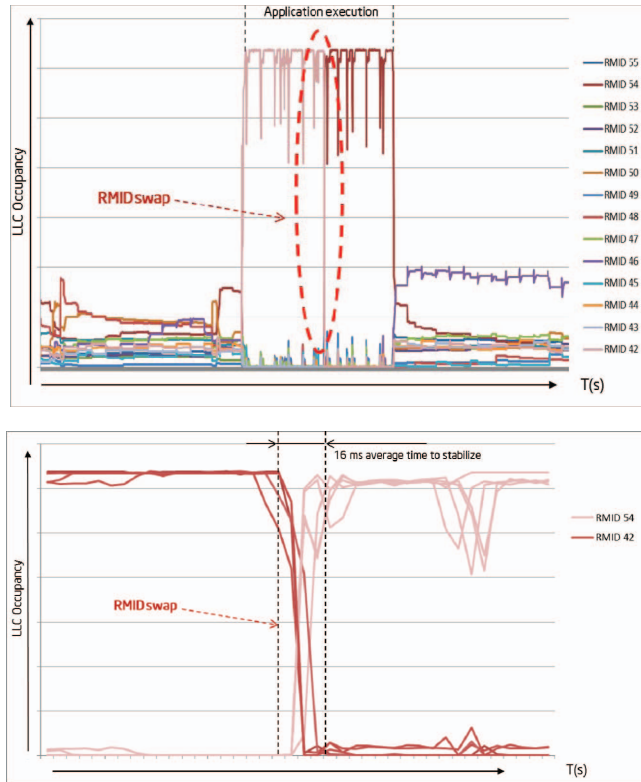 Application execution
LLC Occupancy
RMID swap
RMID 55
RMID 54
RMID 53
RMID 52
RMID 51
RMID 50
RMID 49
RMID 48
RMID 47
RMID 46
RMID 45
RMID 44
RMID 43
RMID 42
T(s)
16 ms average time to stabilize
LLC Occupancy
RMID swap
RMID 54
RMID 42
T(s)